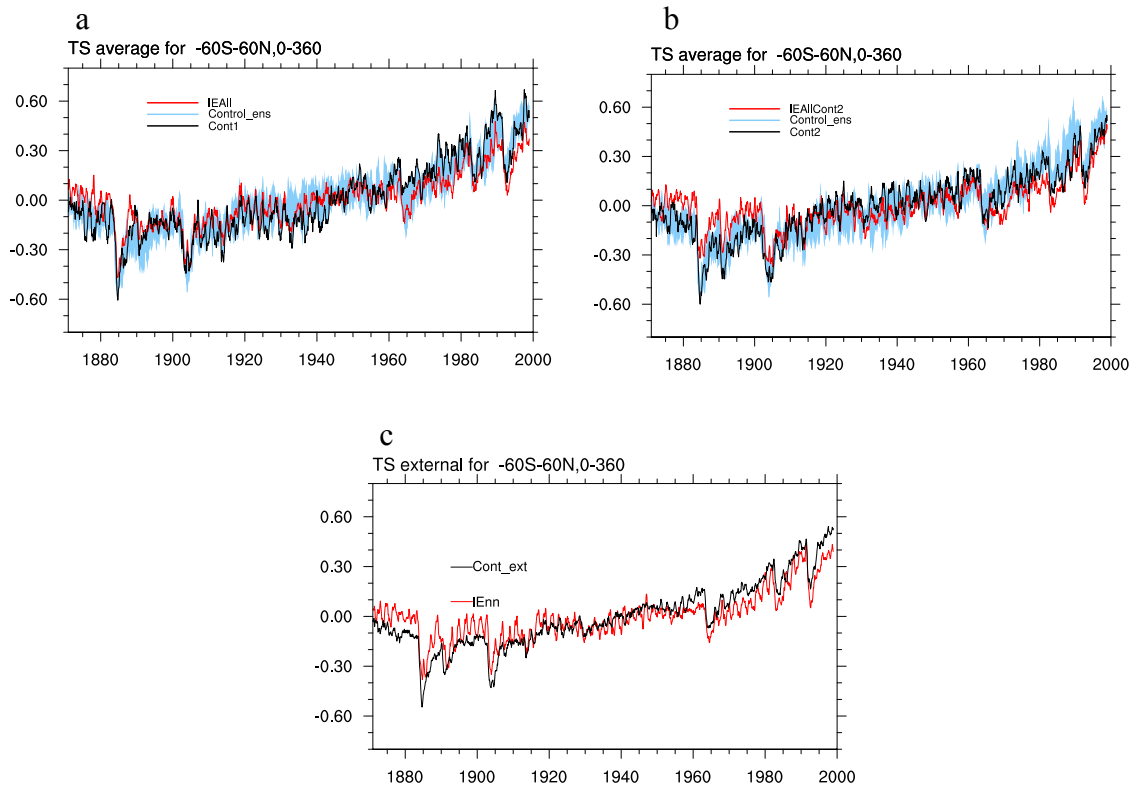 a
TS average for -60S-60N,0-360
0.60
0.30
0.00
-0.30
-0.60
IEAll
Control_ens
Cont1
1880 1900 1920 1940 1960 1980 2000
b
TS average for -60S-60N,0-360
0.60
0.30
0.00
-0.30
-0.60
IEAllCont2
Control_ens
Cont2
1880 1900 1920 1940 1960 1980 2000
c
TS external for -60S-60N,0-360
0.60
0.30
0.00
-0.30
-0.60
Cont_ext
IEnn
1880 1900 1920 1940 1960 1980 2000